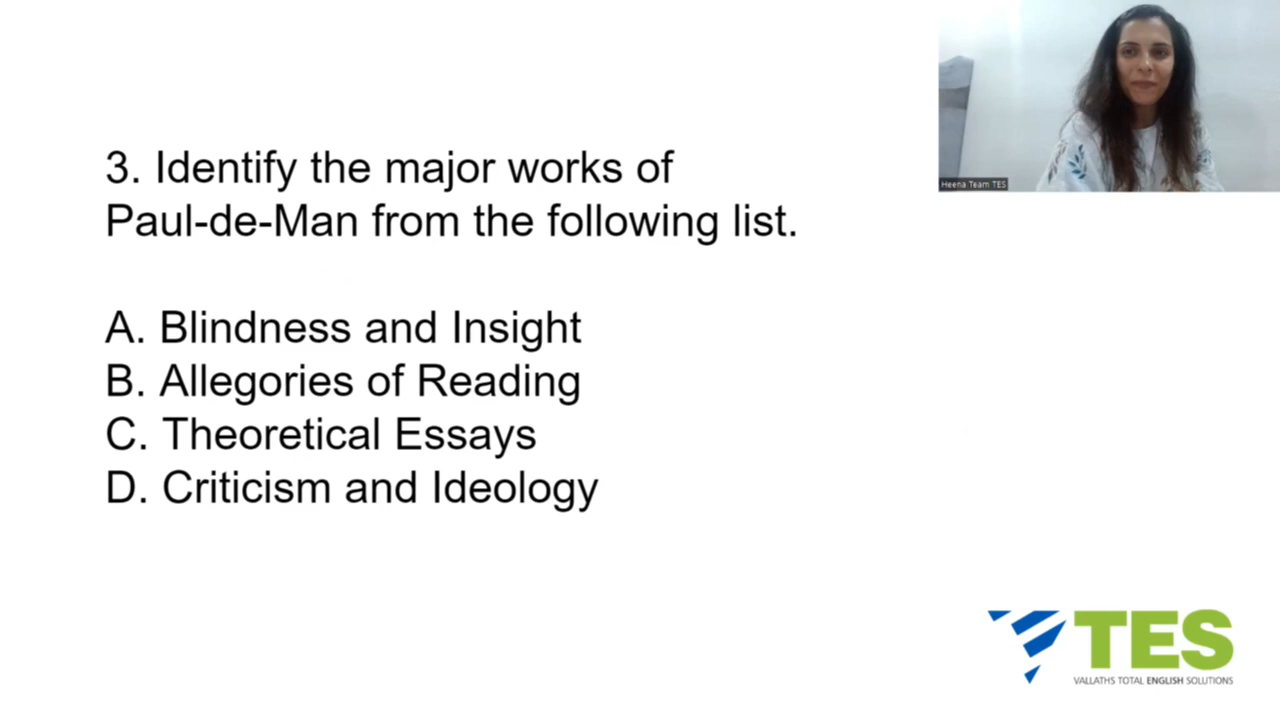 3. Identify the major works of
Paul-de-Man from the following list.
A. Blindness and Insight
B. Allegories of Reading
C. Theoretical Essays
D. Criticism and Ideology
Heena Team TES
TES
VALLATHS TOTAL ENGLISH SOLUTIONS